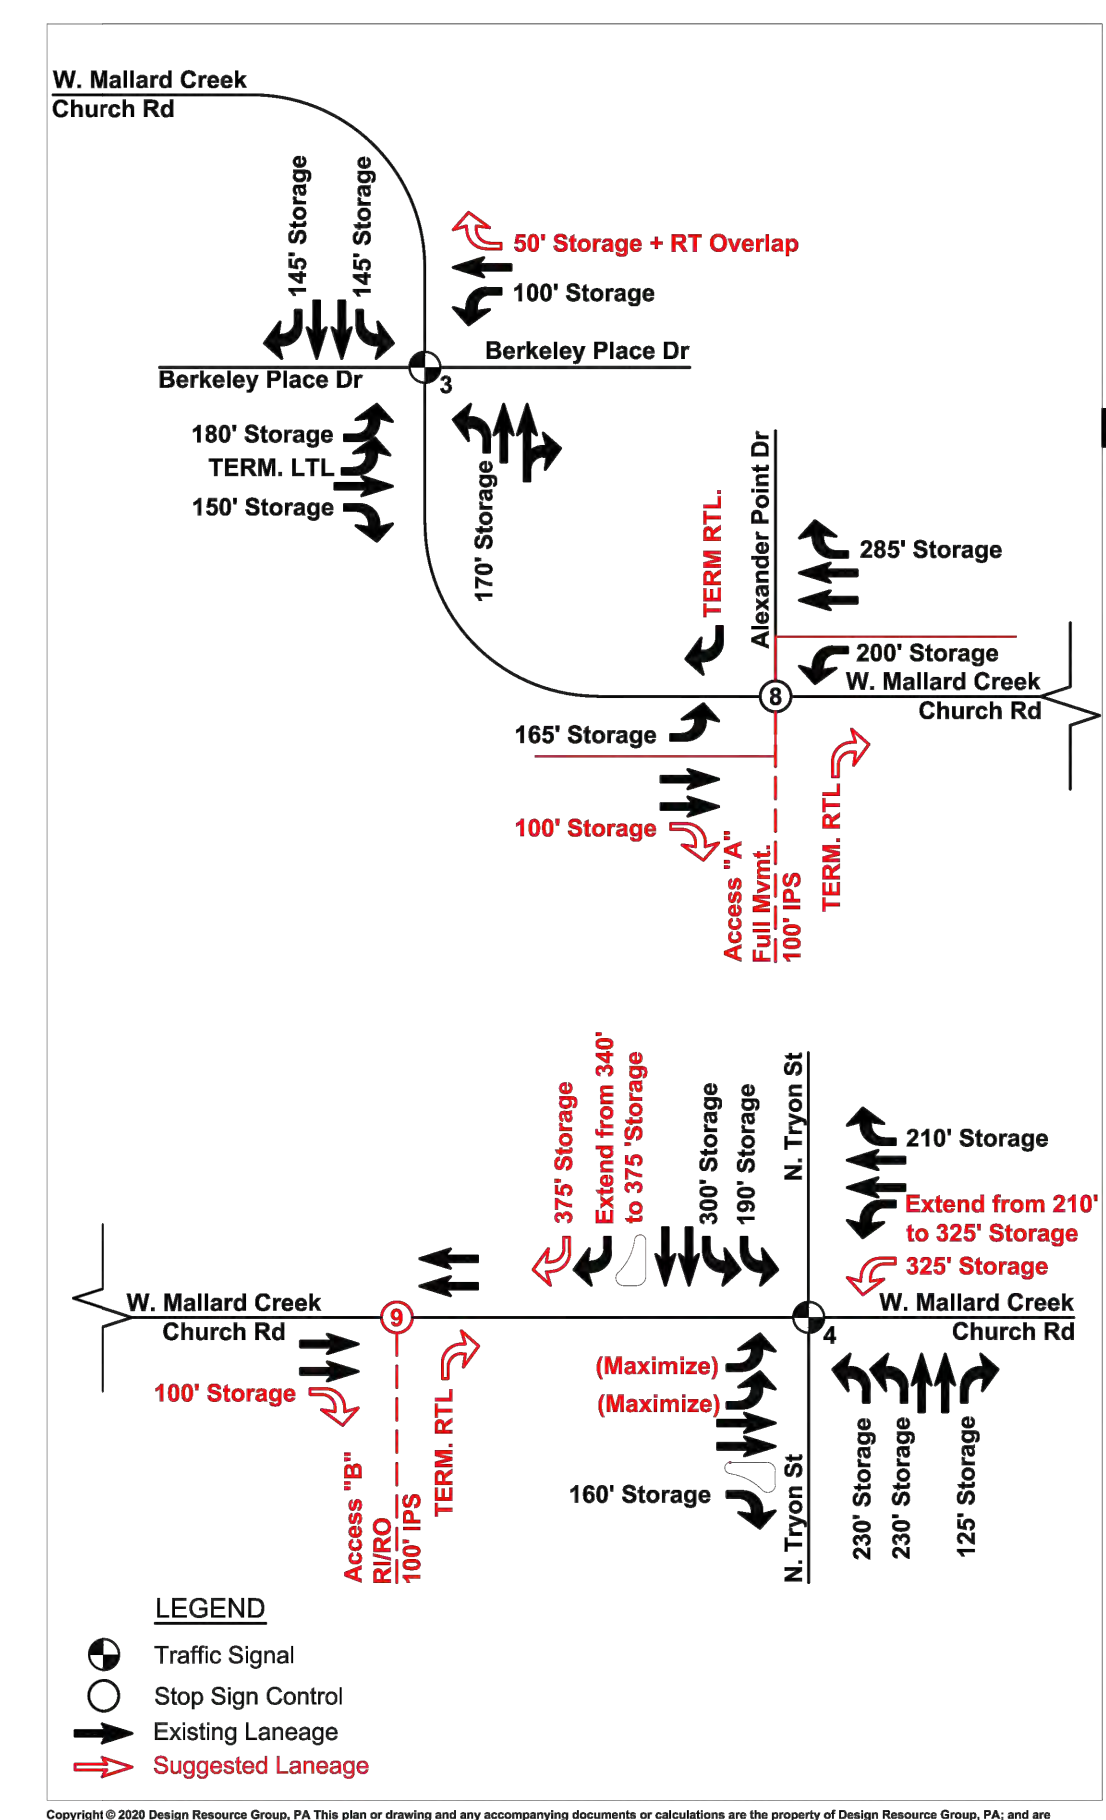 W. Mallard Creek
Church Rd
145' Storage
145' Storage
50' Storage + RT Overlap
100' Storage
Berkeley Place Dr
Berkeley Place Dr
3
180' Storage
TERM. LTL
150' Storage
170' Storage
TERM RTL.
Alexander Point Dr
285' Storage
200' Storage
W. Mallard Creek
Church Rd
8
165' Storage
100' Storage
Access "A"
Full Mvmt.
100' IPS
TERM. RTL
375' Storage
Extend from 340'
to 375 'Storage
300' Storage
190' Storage
N. Tryon St
210' Storage
Extend from 210'
to 325' Storage
325' Storage
W. Mallard Creek
Church Rd
9
W. Mallard Creek
Church Rd
4
100' Storage
Access "B"
RI/RO
100' IPS
TERM. RTL
(Maximize)
(Maximize)
160' Storage
N. Tryon St
230' Storage
230' Storage
125' Storage
LEGEND
Traffic Signal
Stop Sign Control
Existing Laneage
Suggested Laneage
Copyright © 2020 Design Resource Group, PA This plan or drawing and any accompanying documents or calculations are the property of Design Resource Group, PA; and are